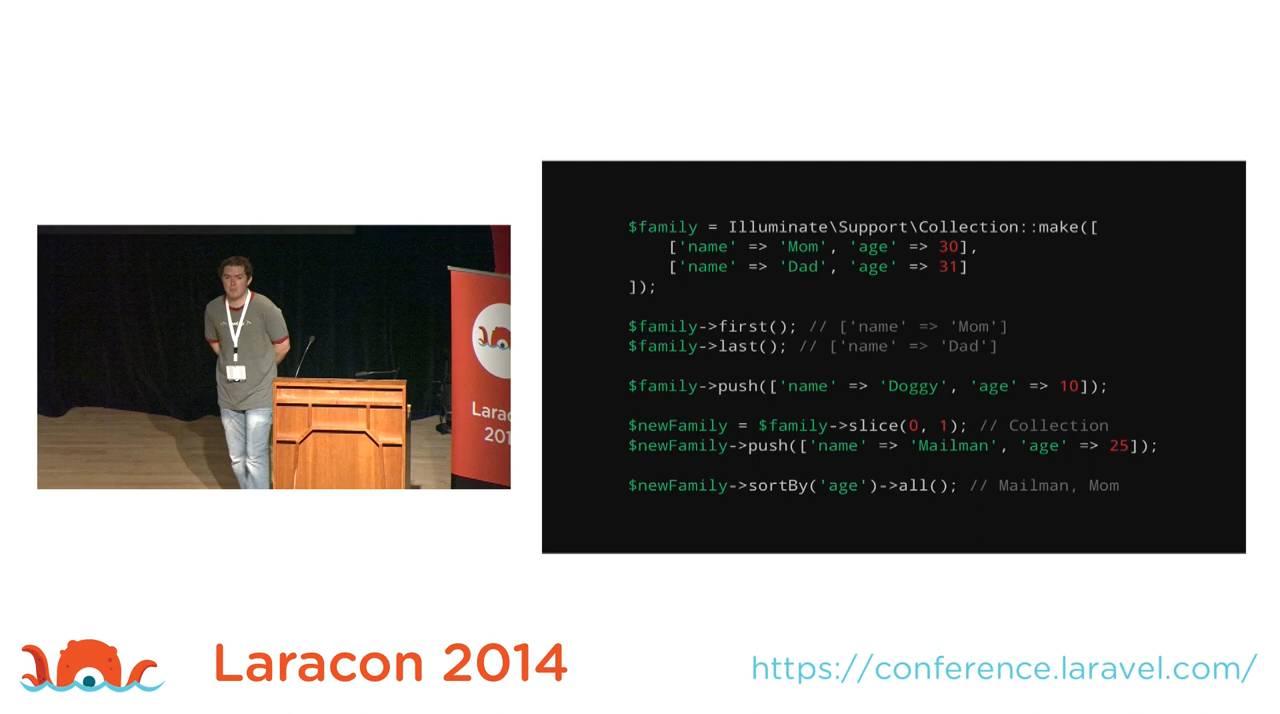 $family = Illuminate\Support\Collection::make([
    ['name' => 'Mom', 'age' => 30],
    ['name' => 'Dad', 'age' => 31]
]);
$family->first(); // ['name' => 'Mom']
$family->last(); // ['name' => 'Dad']
$family->push(['name' => 'Doggy', 'age' => 10]);
$newFamily = $family->slice(0, 1); // Collection
$newFamily->push(['name' => 'Mailman', 'age' => 25]);
$newFamily->sortBy('age')->all(); // Mailman, Mom
Larac
201
Laracon 2014
https://conference.laravel.com/